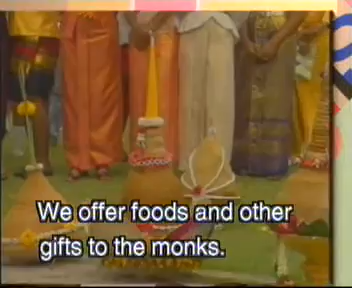 We offer foods and other
gifts to the monks.